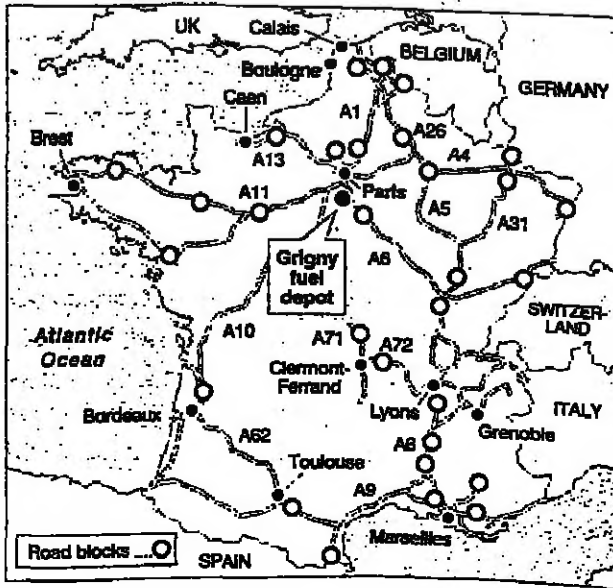 UK
Calais
BELGIUM
Boulogne
GERMANY
Caen
A1
A26
Brest
A13
A4
A11
Paris
A5
A31
Grigny
fuel
depot
A6
SWITZER-
LAND
Atlantic
Ocean
A10
A71
A72
Clermont-
Ferrand
Lyons
ITALY
Bordeaux
Grenoble
A62
A6
Toulouse
A9
Marseilles
Road blocks
SPAIN